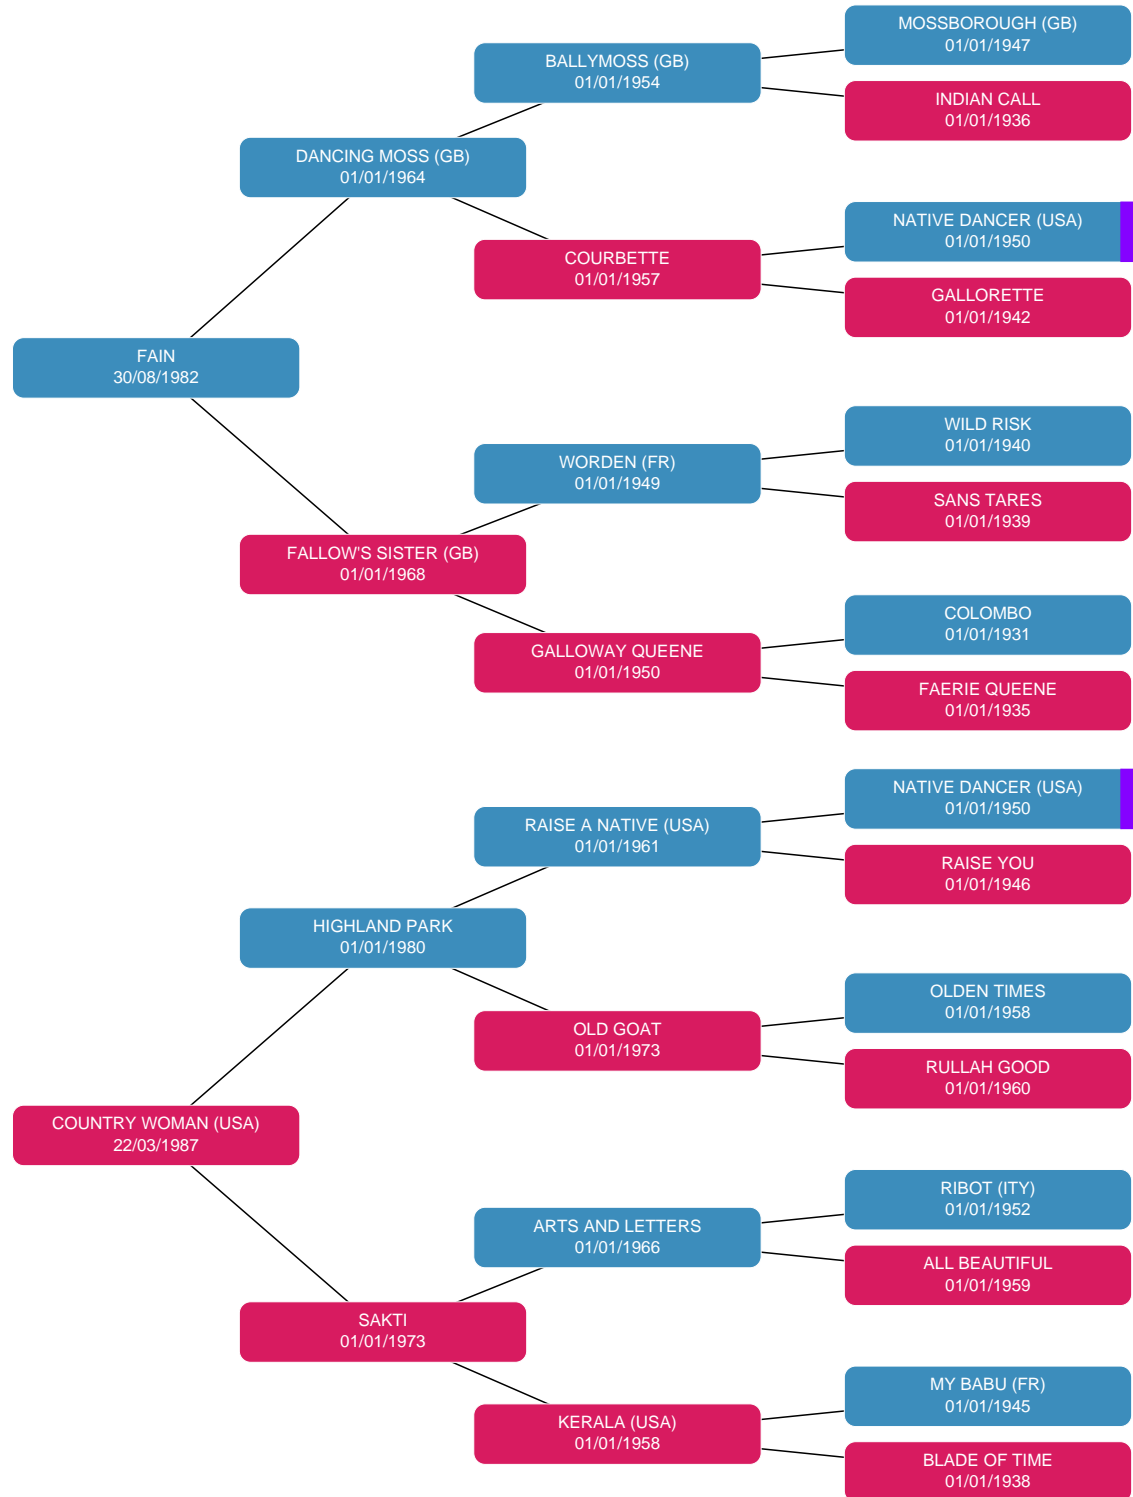 MOSSBOROUGH (GB)
01/01/1947
BALLYMOSS (GB)
01/01/1954
INDIAN CALL
01/01/1936
DANCING MOSS (GB)
01/01/1964
NATIVE DANCER (USA)
01/01/1950
COURBETTE
01/01/1957
GALLORETTE
01/01/1942
FAIN
30/08/1982
WILD RISK
01/01/1940
WORDEN (FR)
01/01/1949
SANS TARES
01/01/1939
FALLOW'S SISTER (GB)
01/01/1968
COLOMBO
01/01/1931
GALLOWAY QUEENE
01/01/1950
FAERIE QUEENE
01/01/1935
NATIVE DANCER (USA)
01/01/1950
RAISE A NATIVE (USA)
01/01/1961
RAISE YOU
01/01/1946
HIGHLAND PARK
01/01/1980
OLDEN TIMES
01/01/1958
OLD GOAT
01/01/1973
RULLAH GOOD
01/01/1960
COUNTRY WOMAN (USA)
22/03/1987
RIBOT (ITY)
01/01/1952
ARTS AND LETTERS
01/01/1966
ALL BEAUTIFUL
01/01/1959
SAKTI
01/01/1973
MY BABU (FR)
01/01/1945
KERALA (USA)
01/01/1958
BLADE OF TIME
01/01/1938